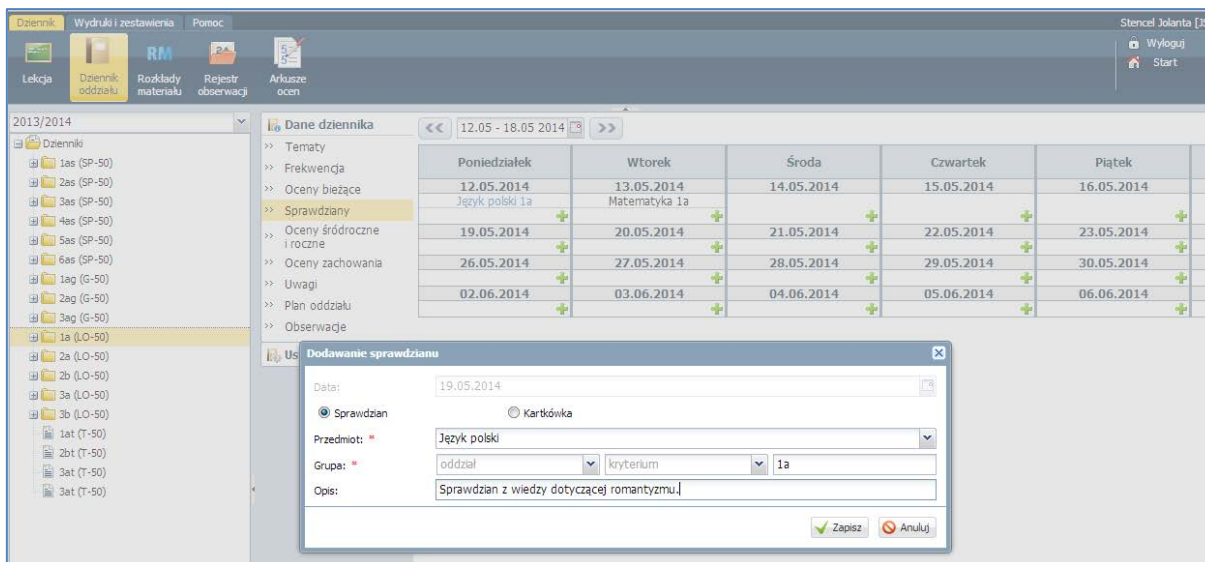 Dziennik Wydruki i zestawienia Pomoc
Stencel Jolanta [JS
Wyloguj
Start
Lekcja
Dziennik oddziału
RM
Rozkłady materiału
Rejestr obserwacji
Arkusze ocen
2013/2014
Dzienniki
1as (SP-50)
2as (SP-50)
3as (SP-50)
4as (SP-50)
5as (SP-50)
6as (SP-50)
1ag (G-50)
2ag (G-50)
3ag (G-50)
1a (LO-50)
2a (LO-50)
2b (LO-50)
3a (LO-50)
3b (LO-50)
1at (T-50)
2bt (T-50)
3at (T-50)
3at (T-50)
Dane dziennika
Tematy
Frekwencja
Oceny bieżące
Sprawdziany
Oceny śródroczne
i roczne
Oceny zachowania
Uwagi
Plan oddziału
Obserwacje
Us
12.05 - 18.05 2014
Poniedziałek Wtorek Środa Czwartek Piątek
12.05.2014 13.05.2014 14.05.2014 15.05.2014 16.05.2014
Język polski 1a Matematyka 1a
19.05.2014 20.05.2014 21.05.2014 22.05.2014 23.05.2014
26.05.2014 27.05.2014 28.05.2014 29.05.2014 30.05.2014
02.06.2014 03.06.2014 04.06.2014 05.06.2014 06.06.2014
Dodawanie sprawdzianu
Data: 19.05.2014
Sprawdzian Kartkówka
Przedmiot: * Język polski
Grupa: * oddział kryterium 1a
Opis: Sprawdzian z wiedzy dotyczącej romantyzmu.
Zapisz Anuluj